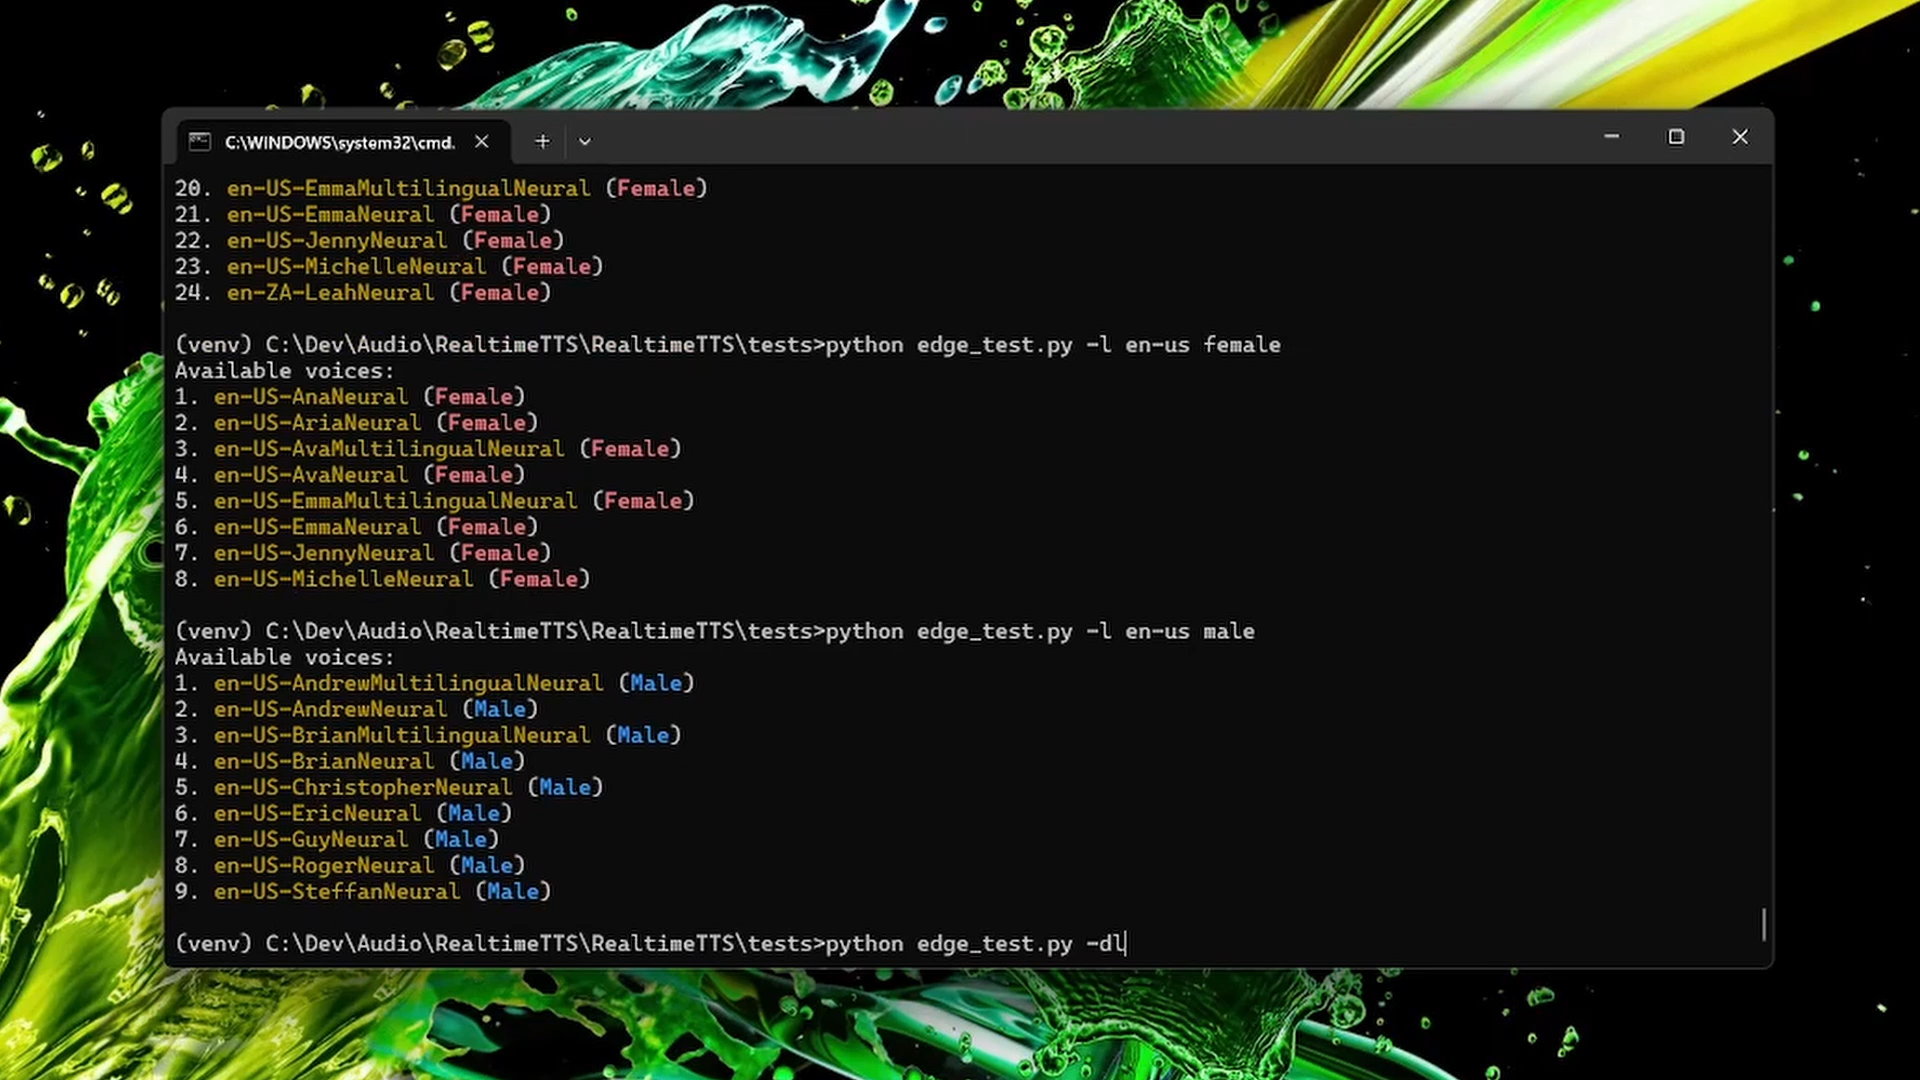 C:\WINDOWS\system32\cmd.
20. en-US-EmmaMultilingualNeural (Female)
21. en-US-EmmaNeural (Female)
22. en-US-JennyNeural (Female)
23. en-US-MichelleNeural (Female)
24. en-ZA-LeahNeural (Female)
(venv) C:\Dev\Audio\RealtimeTTS\RealtimeTTS\tests>python edge_test.py -l en-us female
Available voices:
1. en-US-AnaNeural (Female)
2. en-US-AriaNeural (Female)
3. en-US-AvaMultilingualNeural (Female)
4. en-US-AvaNeural (Female)
5. en-US-EmmaMultilingualNeural (Female)
6. en-US-EmmaNeural (Female)
7. en-US-JennyNeural (Female)
8. en-US-MichelleNeural (Female)
(venv) C:\Dev\Audio\RealtimeTTS\RealtimeTTS\tests>python edge_test.py -l en-us male
Available voices:
1. en-US-AndrewMultilingualNeural (Male)
2. en-US-AndrewNeural (Male)
3. en-US-BrianMultilingualNeural (Male)
4. en-US-BrianNeural (Male)
5. en-US-ChristopherNeural (Male)
6. en-US-EricNeural (Male)
7. en-US-GuyNeural (Male)
8. en-US-RogerNeural (Male)
9. en-US-SteffanNeural (Male)
(venv) C:\Dev\Audio\RealtimeTTS\RealtimeTTS\tests>python edge_test.py -dl